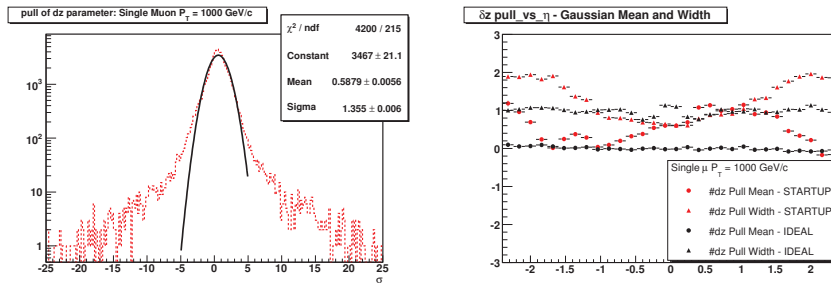 pull of dz parameter: Single Muon P_T = 1000 GeV/c
χ² / ndf 4200 / 215
Constant 3467 ± 21.1
Mean 0.5879 ± 0.0056
Sigma 1.355 ± 0.006
10³
10²
10
1
-25 -20 -15 -10 -5 0 5 10 15 20 25
σ
δz pull_vs_η - Gaussian Mean and Width
3
2
1
0
-1
-2
-3
Single μ P_T = 1000 GeV/c
#dz Pull Mean - STARTUP
#dz Pull Width - STARTUP
#dz Pull Mean - IDEAL
#dz Pull Width - IDEAL
-2 -1.5 -1 -0.5 0 0.5 1 1.5 2